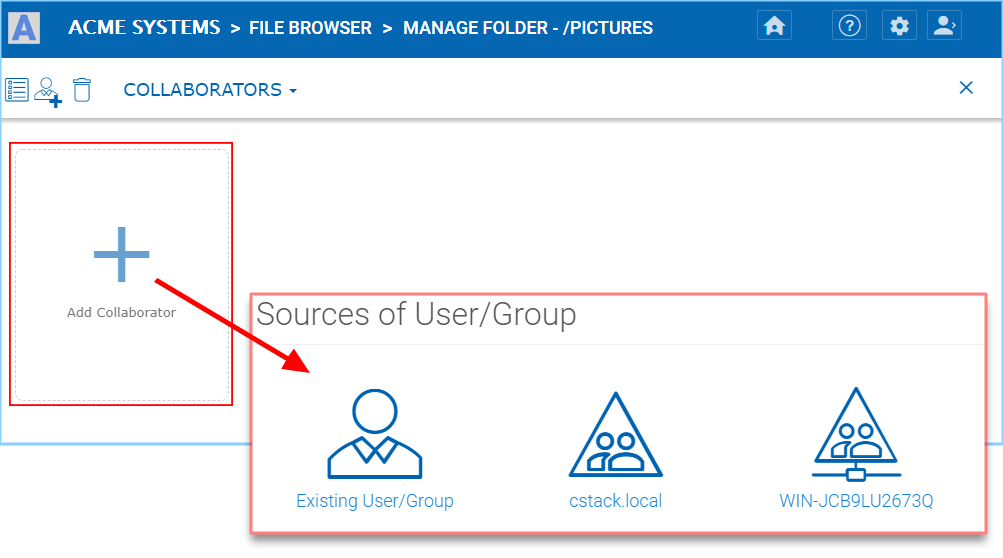 A ACME SYSTEMS > FILE BROWSER > MANAGE FOLDER - /PICTURES
COLLABORATORS
Add Collaborator
Sources of User/Group
Existing User/Group cstack.local WIN-JCB9LU2673Q